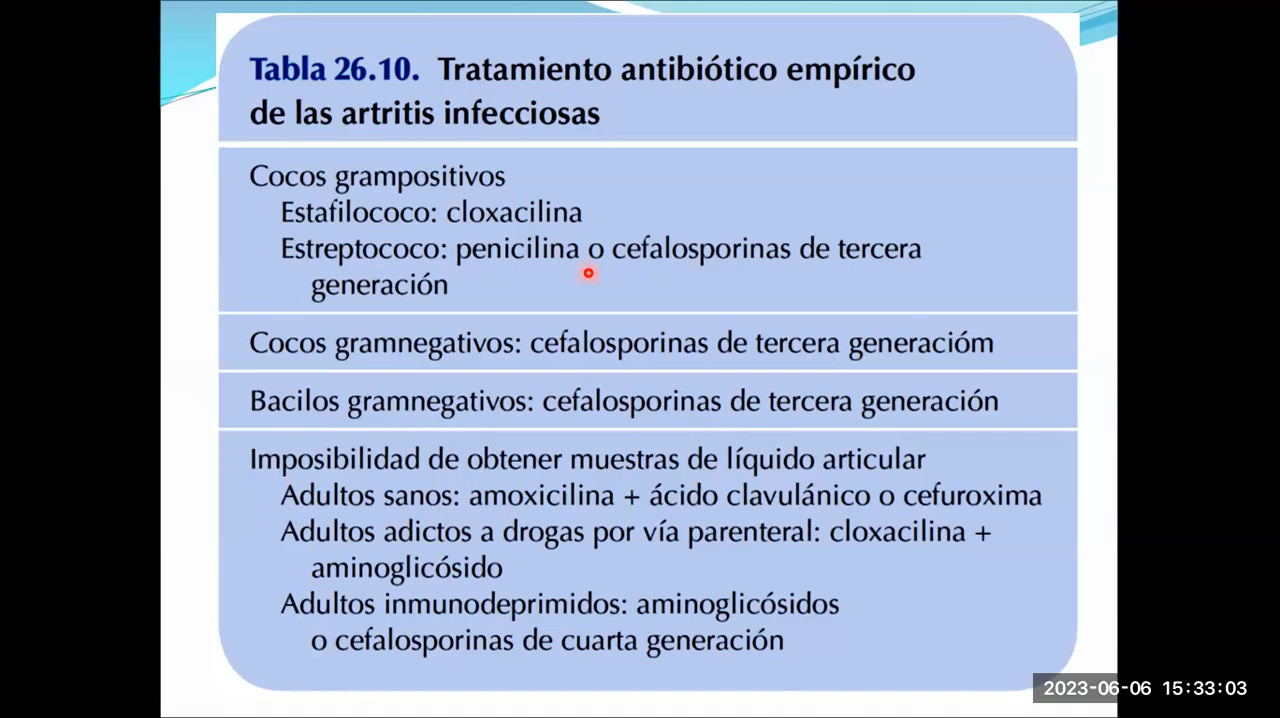 Tabla 26.10. Tratamiento antibiótico empírico
de las artritis infecciosas
Cocos grampositivos
Estafilococo: cloxacilina
Estreptococo: penicilina o cefalosporinas de tercera
generación
Cocos gramnegativos: cefalosporinas de tercera generacióm
Bacilos gramnegativos: cefalosporinas de tercera generación
Imposibilidad de obtener muestras de líquido articular
Adultos sanos: amoxicilina + ácido clavulánico o cefuroxima
Adultos adictos a drogas por vía parenteral: cloxacilina +
aminoglicósido
Adultos inmunodeprimidos: aminoglicósidos
o cefalosporinas de cuarta generación
2023-06-06 15:33:03